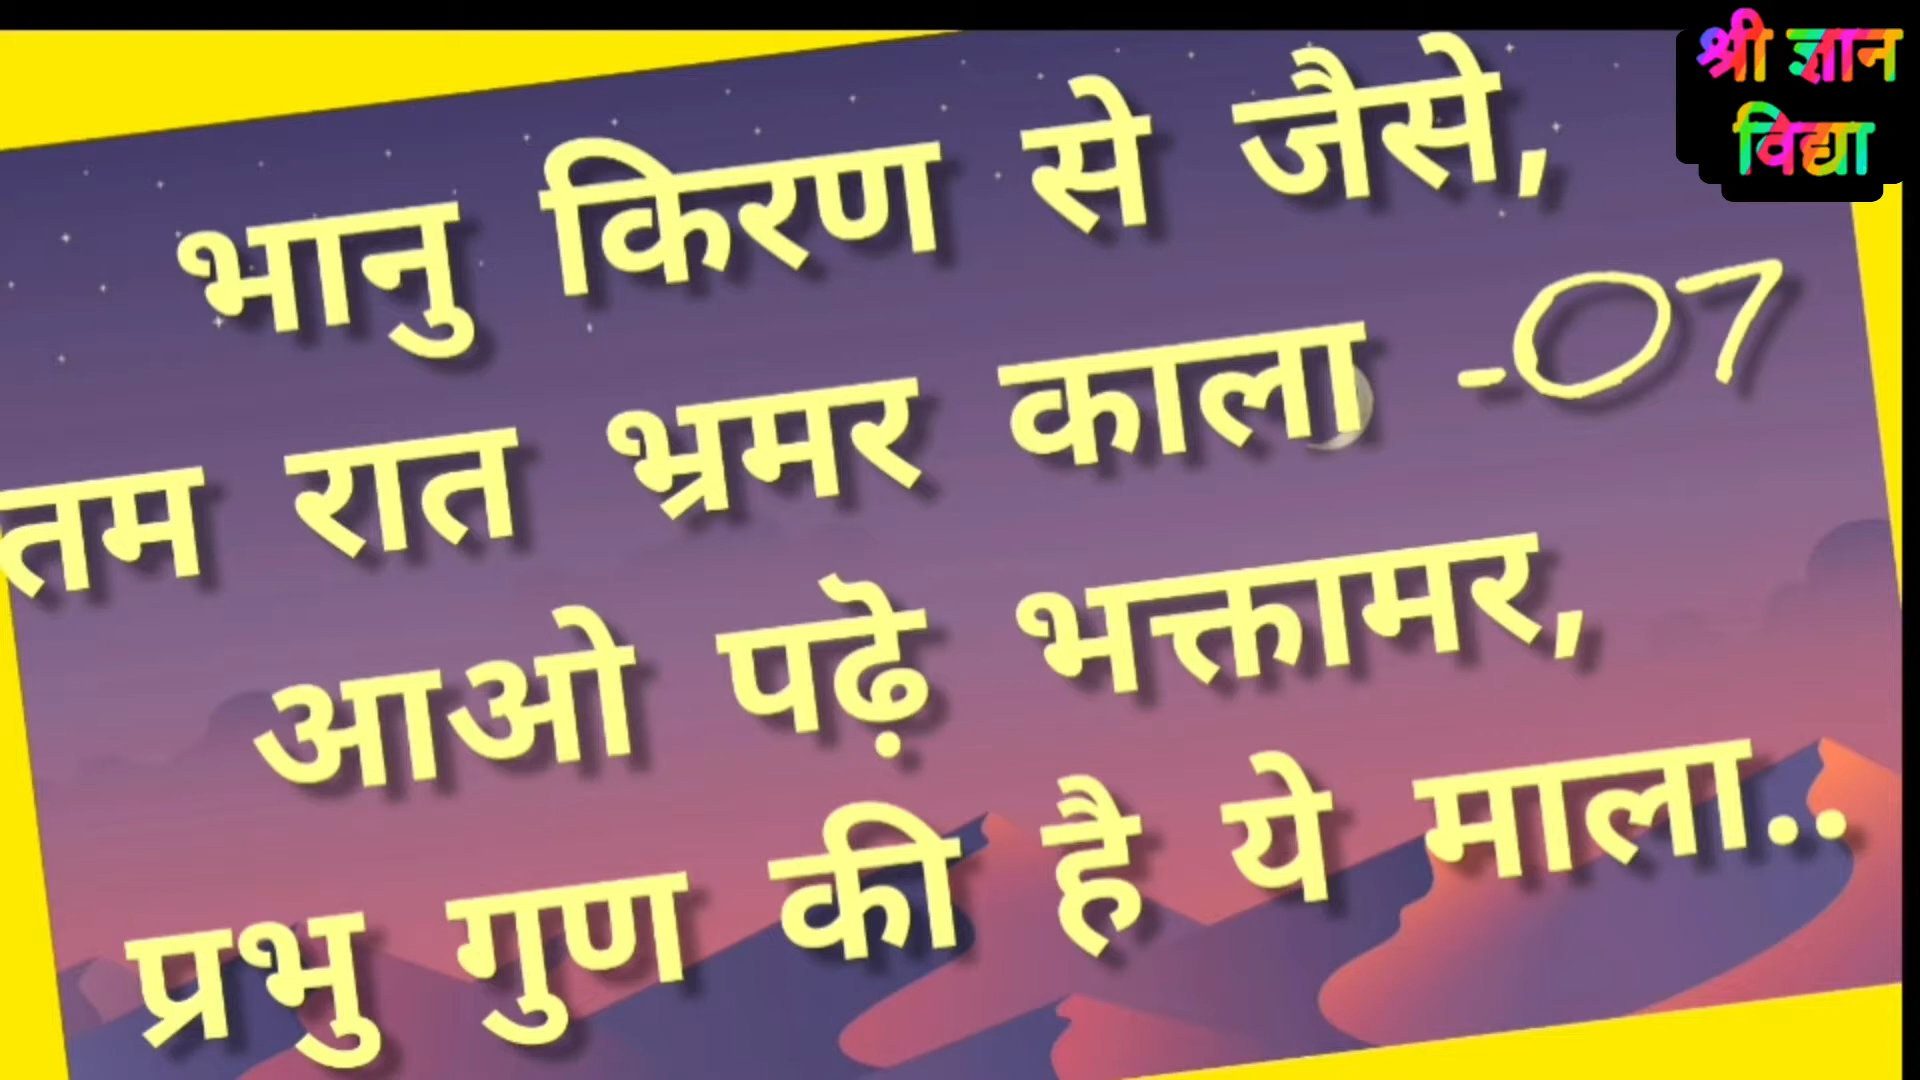 भानु किरण से जैसे,
तम रात भ्रमर काला -07
आओ पढ़े भक्तामर,
प्रभु गुण की है ये माला..
श्री ज्ञान
विद्या